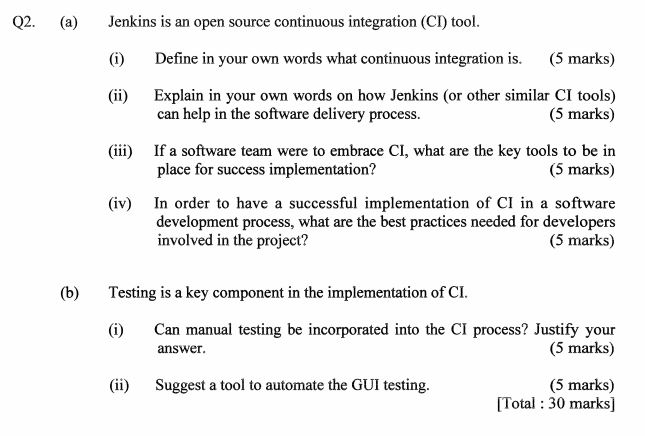 Q2. (a) Jenkins is an open source continuous integration (CI) tool.
(i) Define in your own words what continuous integration is. (5 marks)
(ii) Explain in your own words on how Jenkins (or other similar CI tools)
can help in the software delivery process. (5 marks)
(iii) If a software team were to embrace CI, what are the key tools to be in
place for success implementation? (5 marks)
(iv) In order to have a successful implementation of CI in a software
development process, what are the best practices needed for developers
involved in the project? (5 marks)
(b) Testing is a key component in the implementation of CI.
(i) Can manual testing be incorporated into the CI process? Justify your
answer. (5 marks)
(ii) Suggest a tool to automate the GUI testing. (5 marks)
[Total : 30 marks]